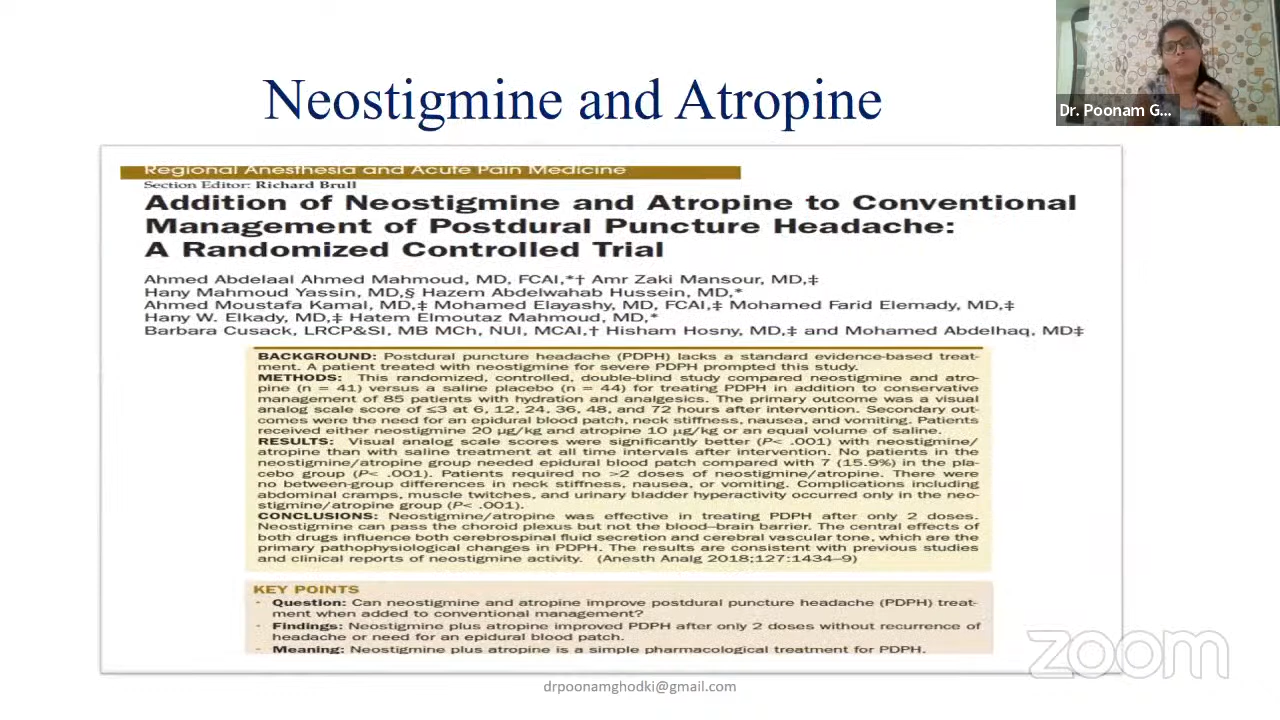 Neostigmine and Atropine
Dr. Poonam G...
Regional Anesthesia and Acute Pain Medicine
Section Editor: Richard Brull
Addition of Neostigmine and Atropine to Conventional
Management of Postdural Puncture Headache:
A Randomized Controlled Trial
Ahmed Abdelaal Ahmed Mahmoud, MD, FCAI,*† Amr Zaki Mansour, MD,‡
Hany Mahmoud Yassin, MD,§ Hazem Abdelwahab Hussein, MD,*
Ahmed Moustafa Kamal, MD,‡ Mohamed Elayashy, MD, FCAI,‡ Mohamed Farid Elemady, MD,‡
Hany W. Elkady, MD,‡ Hatem Elmoutaz Mahmoud, MD,*
Barbara Cusack, LRCP&SI, MB MCh, NUI, MCAI,† Hisham Hosny, MD,‡ and Mohamed Abdelhaq, MD‡
BACKGROUND: Postdural puncture headache (PDPH) lacks a standard evidence-based treat-
ment. A patient treated with neostigmine for severe PDPH prompted this study.
METHODS: This randomized, controlled, double-blind study compared neostigmine and atro-
pine (n = 41) versus a saline placebo (n = 44) for treating PDPH in addition to conservative
management of 85 patients with hydration and analgesics. The primary outcome was a visual
analog scale score of ≤3 at 6, 12, 24, 36, 48, and 72 hours after intervention. Secondary out-
comes were the need for an epidural blood patch, neck stiffness, nausea, and vomiting. Patients
received either neostigmine 20 µg/kg and atropine 10 µg/kg or an equal volume of saline.
RESULTS: Visual analog scale scores were significantly better (P< .001) with neostigmine/
atropine than with saline treatment at all time intervals after intervention. No patients in the
neostigmine/atropine group needed epidural blood patch compared with 7 (15.9%) in the pla-
cebo group (P< .001). Patients required no >2 doses of neostigmine/atropine. There were
no between-group differences in neck stiffness, nausea, or vomiting. Complications including
abdominal cramps, muscle twitches, and urinary bladder hyperactivity occurred only in the neo-
stigmine/atropine group (P< .001).
CONCLUSIONS: Neostigmine/atropine was effective in treating PDPH after only 2 doses.
Neostigmine can pass the choroid plexus but not the blood–brain barrier. The central effects of
both drugs influence both cerebrospinal fluid secretion and cerebral vascular tone, which are the
primary pathophysiological changes in PDPH. The results are consistent with previous studies
and clinical reports of neostigmine activity. (Anesth Analg 2018;127:1434–9)
KEY POINTS
- Question: Can neostigmine and atropine improve postdural puncture headache (PDPH) treat-
ment when added to conventional management?
- Findings: Neostigmine plus atropine improved PDPH after only 2 doses without recurrence of
headache or need for an epidural blood patch.
- Meaning: Neostigmine plus atropine is a simple pharmacological treatment for PDPH.
zoom
drpoonamghodki@gmail.com